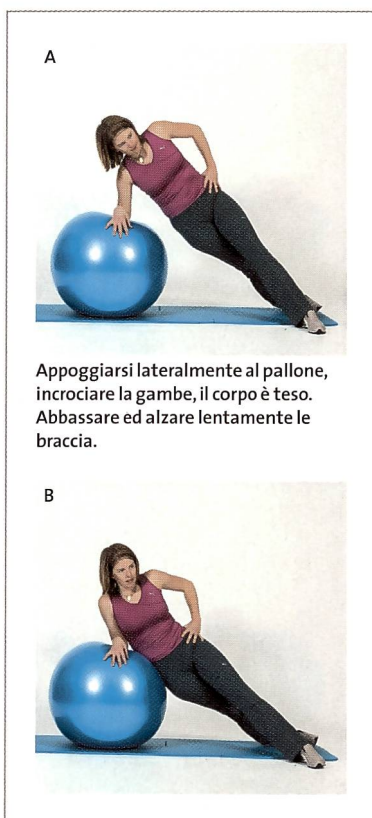 A
Appoggiarsi lateralmente al pallone,
incrociare la gambe, il corpo è teso.
Abbassare ed alzare lentamente le
braccia.
B